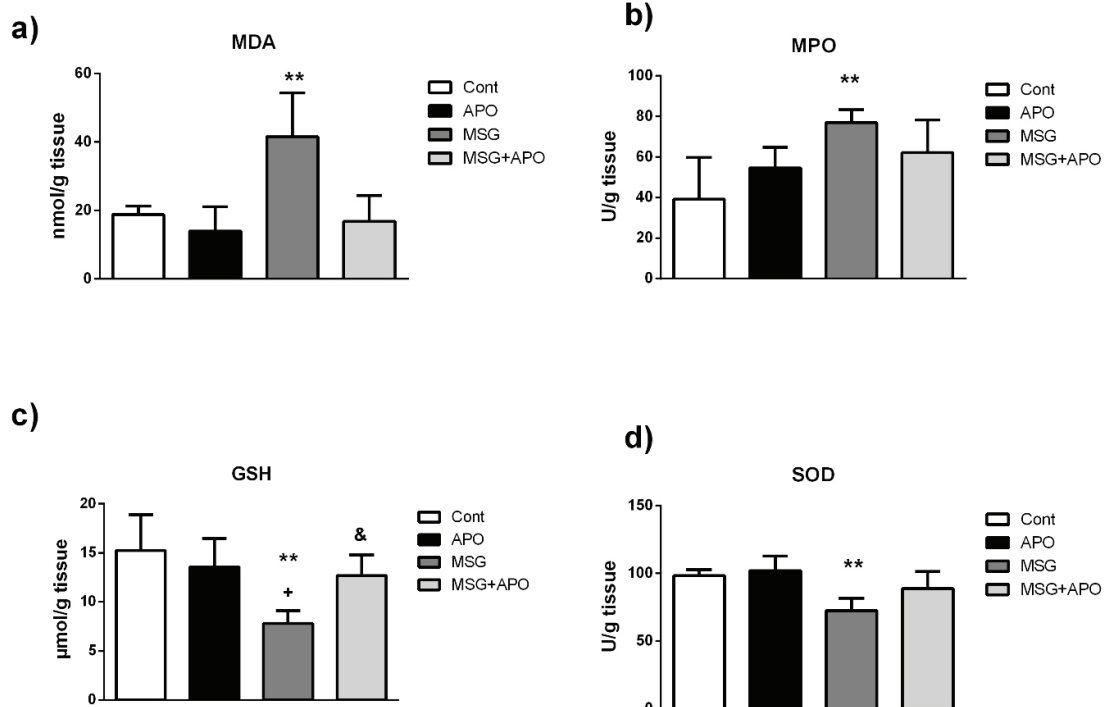 a)
MDA
nmol/g tissue
60
40
20
0
**
Cont
APO
MSG
MSG+APO
b)
MPO
U/g tissue
100
80
60
40
20
0
**
Cont
APO
MSG
MSG+APO
c)
GSH
µmol/g tissue
20
15
10
5
0
**
+
&
Cont
APO
MSG
MSG+APO
d)
SOD
U/g tissue
150
100
50
0
**
Cont
APO
MSG
MSG+APO